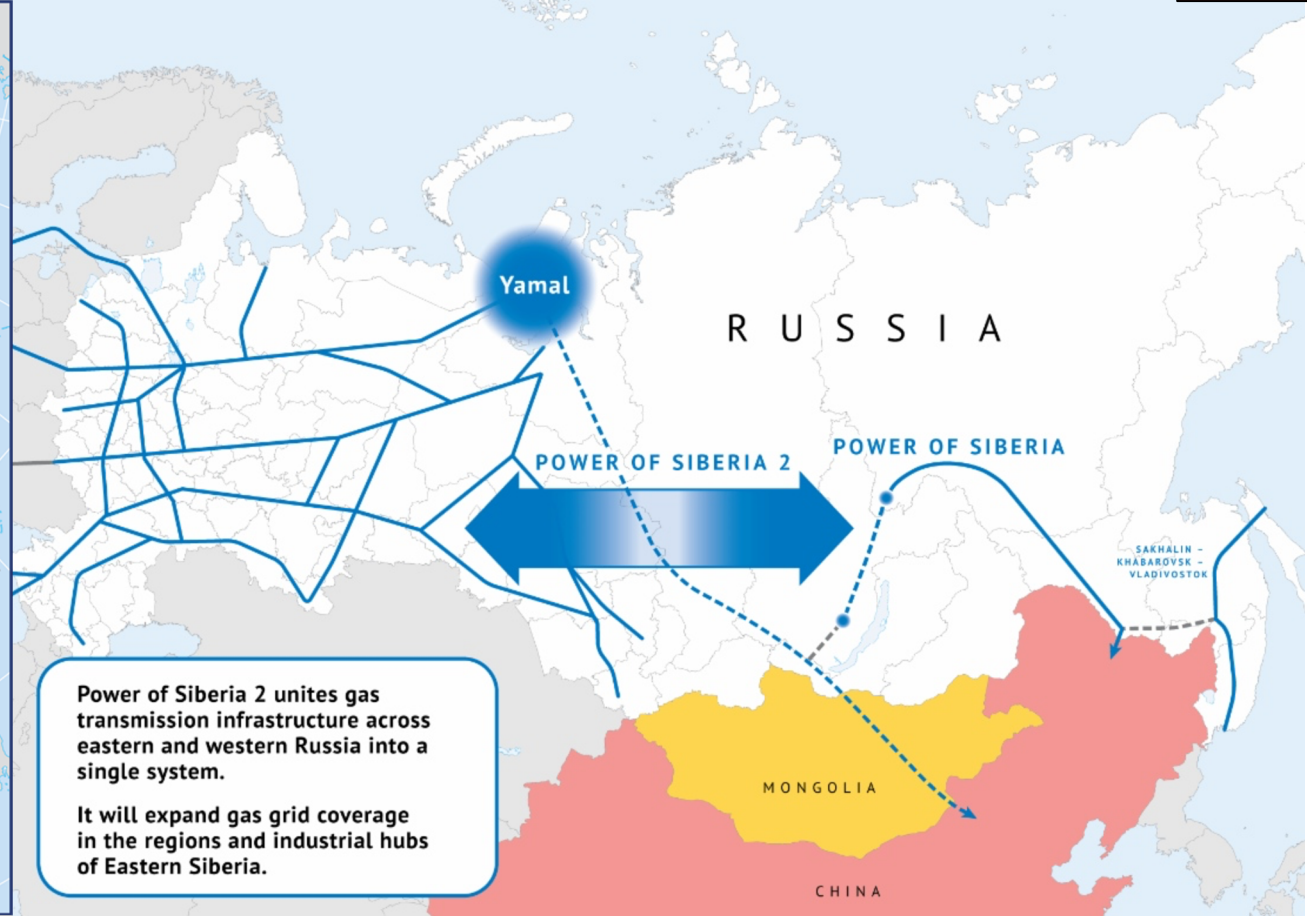 Yamal
RUSSIA
POWER OF SIBERIA
POWER OF SIBERIA 2
SAKHALIN –
KHABAROVSK –
VLADIVOSTOK
Power of Siberia 2 unites gas
transmission infrastructure across
eastern and western Russia into a
single system.
It will expand gas grid coverage
in the regions and industrial hubs
of Eastern Siberia.
MONGOLIA
CHINA